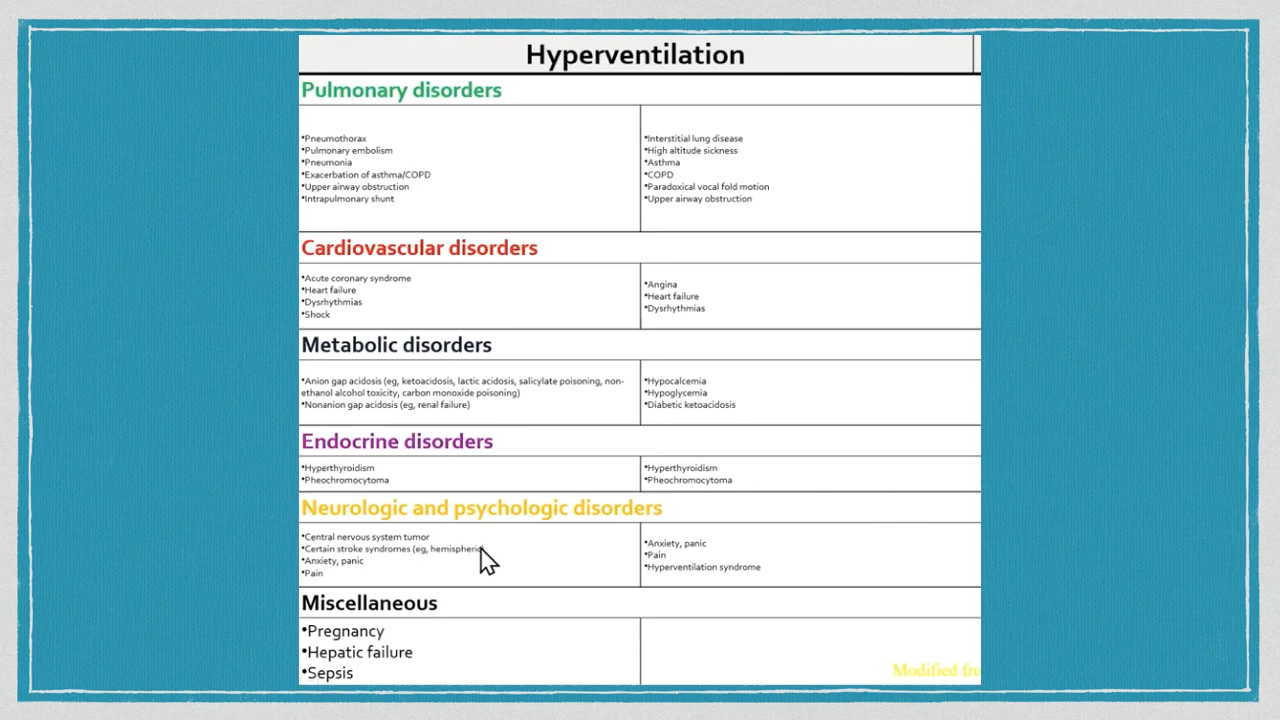 Hyperventilation
Pulmonary disorders
•Pneumothorax
•Pulmonary embolism
•Pneumonia
•Exacerbation of asthma/COPD
•Upper airway obstruction
•Intrapulmonary shunt
•Interstitial lung disease
•High altitude sickness
•Asthma
•COPD
•Paradoxical vocal fold motion
•Upper airway obstruction
Cardiovascular disorders
•Acute coronary syndrome
•Heart failure
•Dysrhythmias
•Shock
•Angina
•Heart failure
•Dysrhythmias
Metabolic disorders
•Anion gap acidosis (eg, ketoacidosis, lactic acidosis, salicylate poisoning, non-
ethanol alcohol toxicity, carbon monoxide poisoning)
•Nonanion gap acidosis (eg, renal failure)
•Hypocalcemia
•Hypoglycemia
•Diabetic ketoacidosis
Endocrine disorders
•Hyperthyroidism
•Pheochromocytoma
•Hyperthyroidism
•Pheochromocytoma
Neurologic and psychologic disorders
•Central nervous system tumor
•Certain stroke syndromes (eg, hemispheric)
•Anxiety, panic
•Pain
•Anxiety, panic
•Pain
•Hyperventilation syndrome
Miscellaneous
•Pregnancy
•Hepatic failure
•Sepsis
Modified